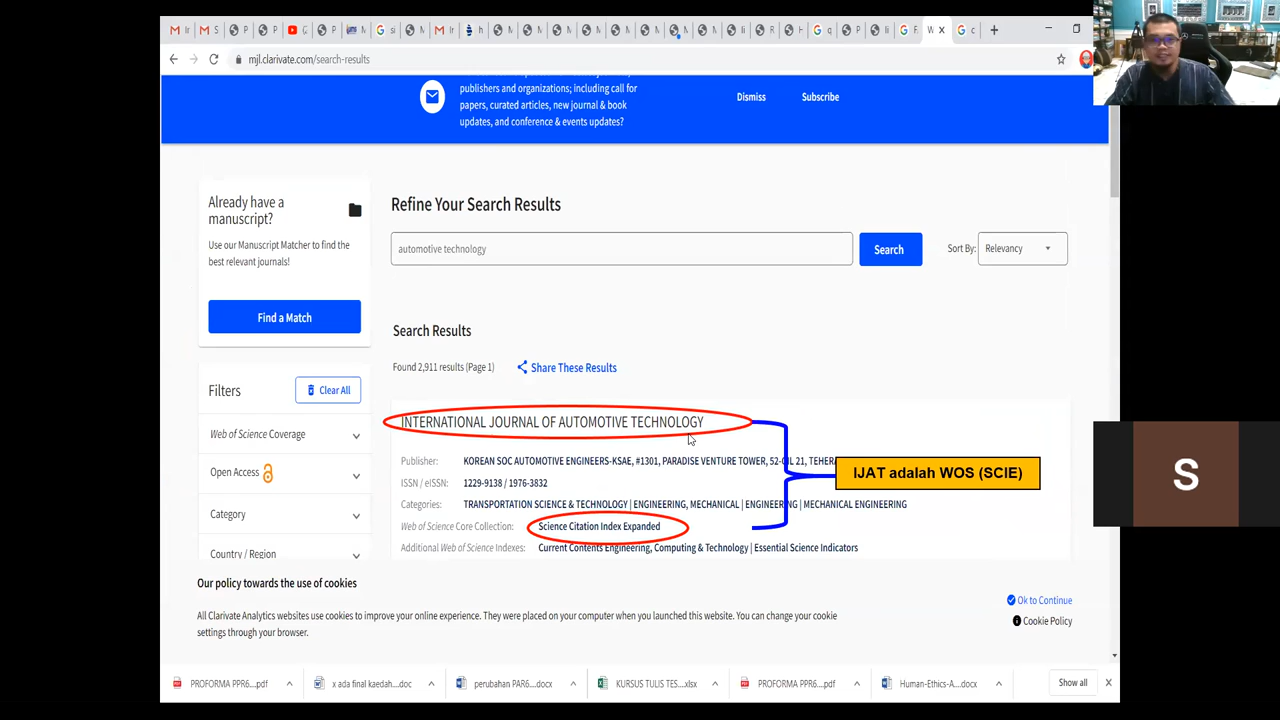 mjl.clarivate.com/search-results
publishers and organizations; including call for
papers, curated articles, new journal & book
updates, and conference & events updates?
Dismiss
Subscribe
Already have a
manuscript?
Use our Manuscript Matcher to find the
best relevant journals!
Find a Match
Refine Your Search Results
automotive technology
Search
Sort By:
Relevancy
Search Results
Found 2,911 results (Page 1)
Share These Results
Filters
Clear All
Web of Science Coverage
Open Access
Category
Country / Region
INTERNATIONAL JOURNAL OF AUTOMOTIVE TECHNOLOGY
Publisher: KOREAN SOC AUTOMOTIVE ENGINEERS-KSAE, #1301, PARADISE VENTURE TOWER, 52-GIL 21, TEHERA
ISSN / eISSN: 1229-9138 / 1976-3832
Categories: TRANSPORTATION SCIENCE & TECHNOLOGY | ENGINEERING, MECHANICAL | ENGINEERING | MECHANICAL ENGINEERING
Web of Science Core Collection: Science Citation Index Expanded
Additional Web of Science Indexes: Current Contents Engineering, Computing & Technology | Essential Science Indicators
IJAT adalah WOS (SCIE)
S
Our policy towards the use of cookies
All Clarivate Analytics websites use cookies to improve your online experience. They were placed on your computer when you launched this website. You can change your cookie
settings through your browser.
Ok to Continue
Cookie Policy
PROFORMA PPR6....pdf
x ada final kaedah....doc
perubahan PAR6....docx
KURSUS TULIS TES....xlsx
PROFORMA PPR6....pdf
Human-Ethics-A....docx
Show all